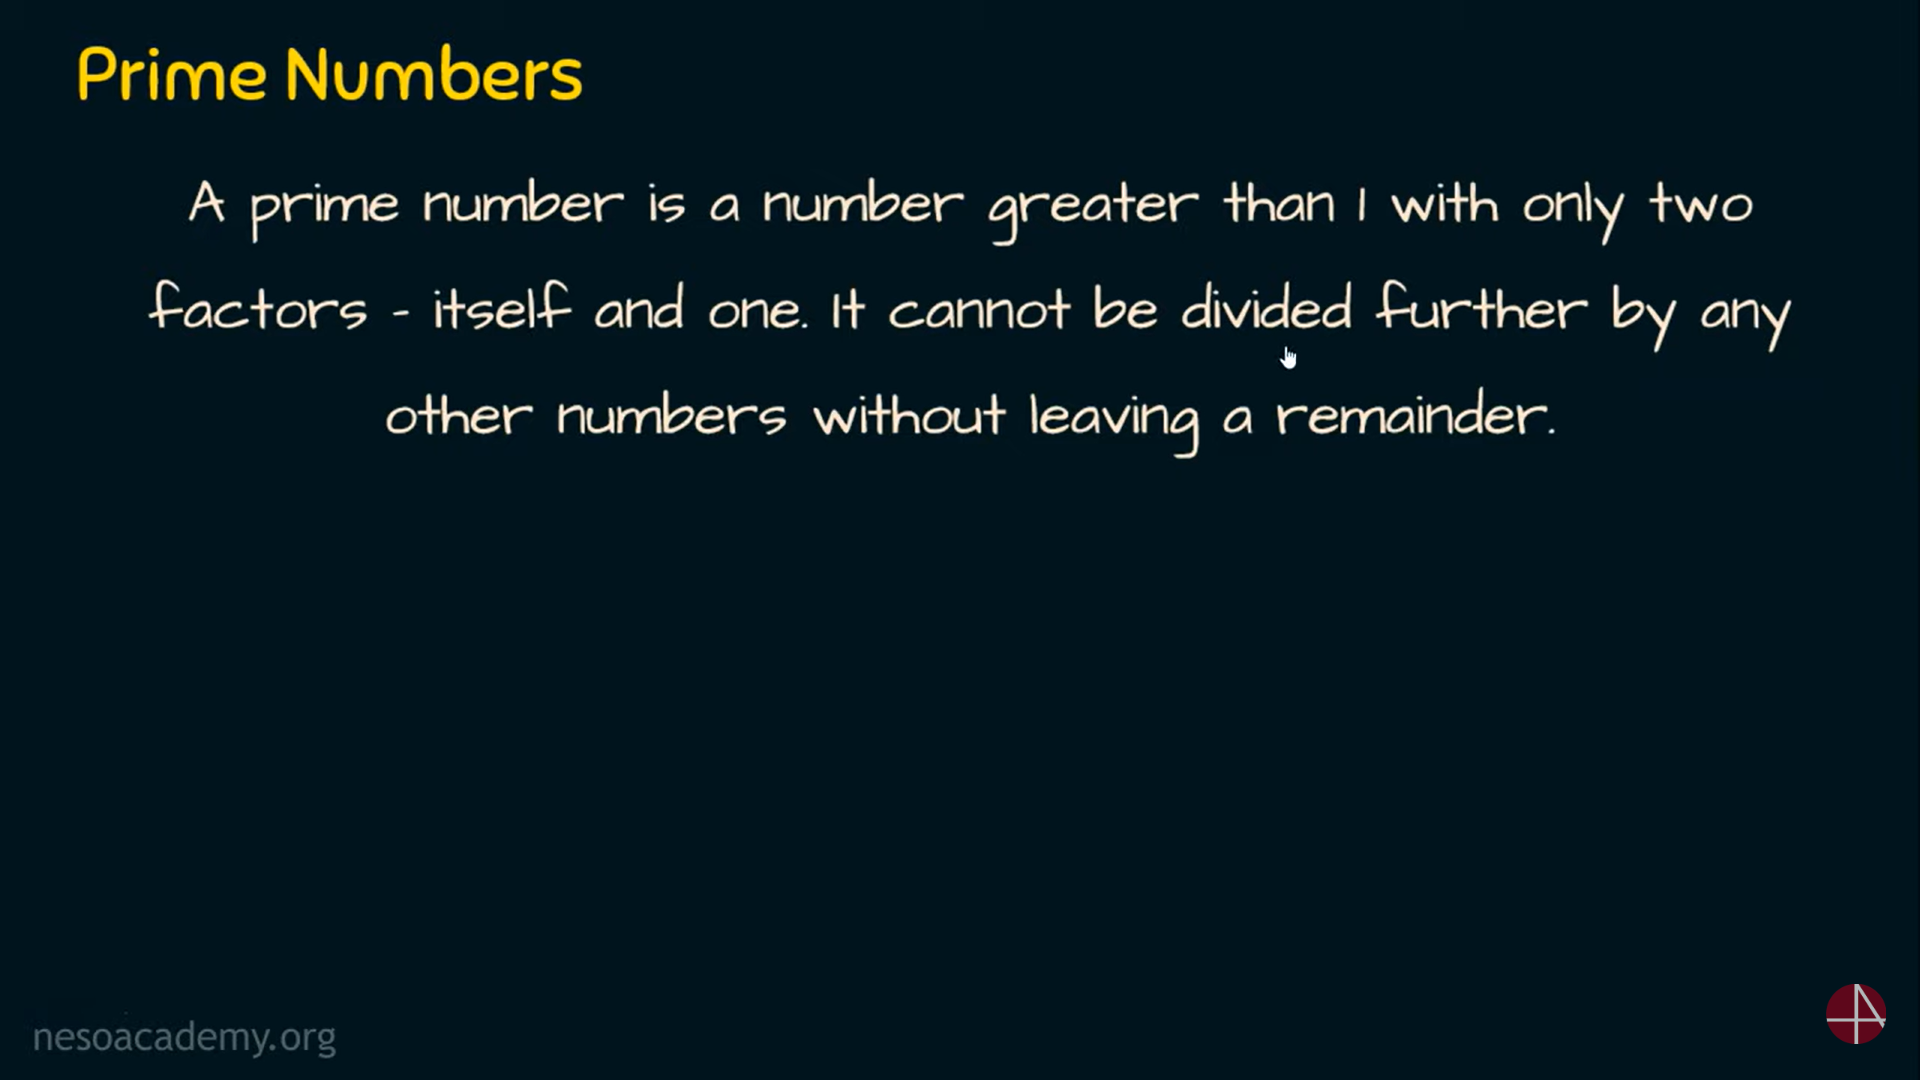 Prime Numbers
A prime number is a number greater than 1 with only two
factors - itself and one. It cannot be divided further by any
other numbers without leaving a remainder.
nesoacademy.org